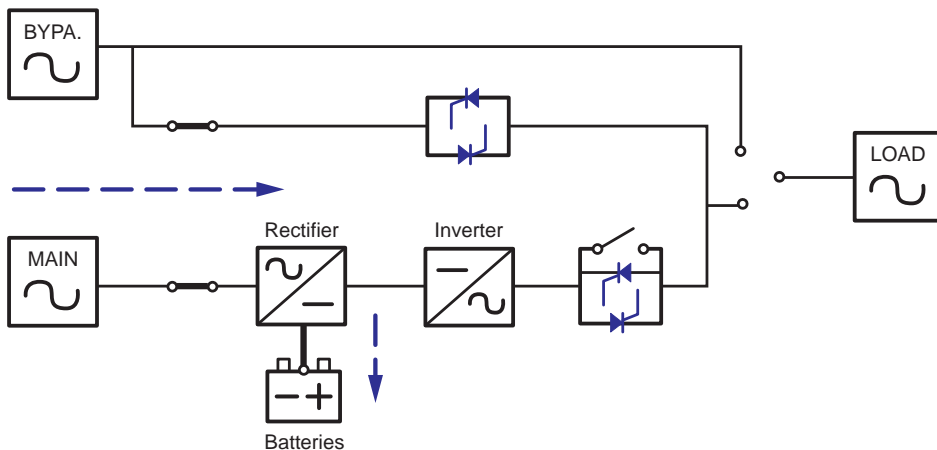 BYPA.
LOAD
Rectifier
Inverter
MAIN
Batteries